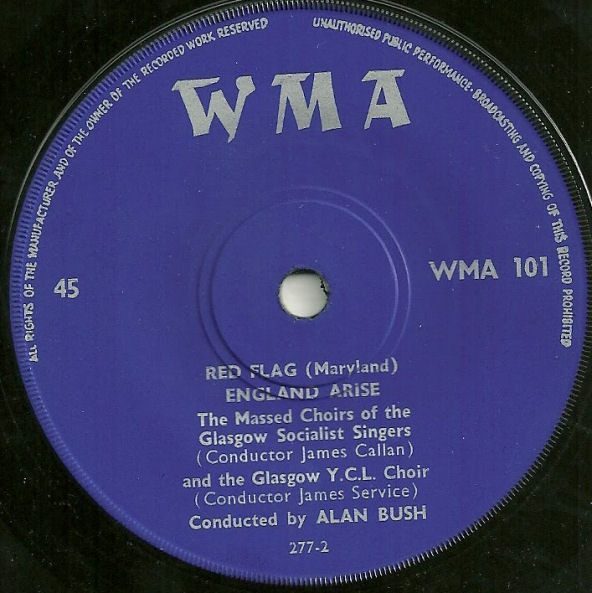 ALL RIGHTS OF THE MANUFACTURER AND OF THE OWNER OF THE RECORDED WORK RESERVED
UNAUTHORISED PUBLIC PERFORMANCE · BROADCASTING AND COPYING OF THIS RECORD PROHIBITED
WMA
45
WMA 101
RED FLAG (Maryland)
ENGLAND ARISE
The Massed Choirs of the
Glasgow Socialist Singers
(Conductor James Callan)
and the Glasgow Y.C.L. Choir
(Conductor James Service)
Conducted by ALAN BUSH
277-2